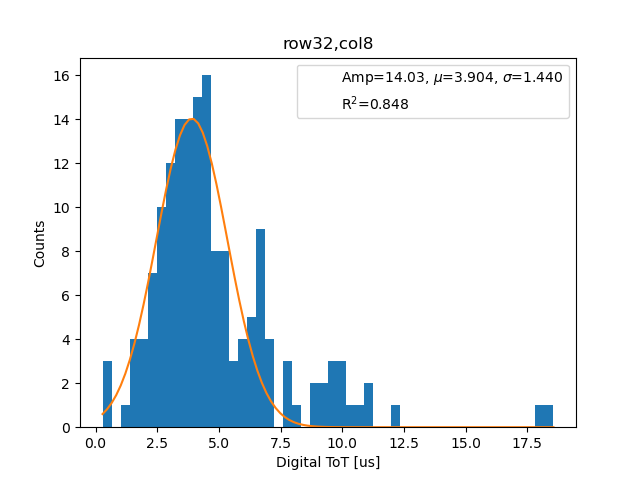 row32,col8
Amp=14.03, μ=3.904, σ=1.440
R²=0.848
16
14
12
10
8
6
4
2
0
Counts
0.0 2.5 5.0 7.5 10.0 12.5 15.0 17.5
Digital ToT [us]